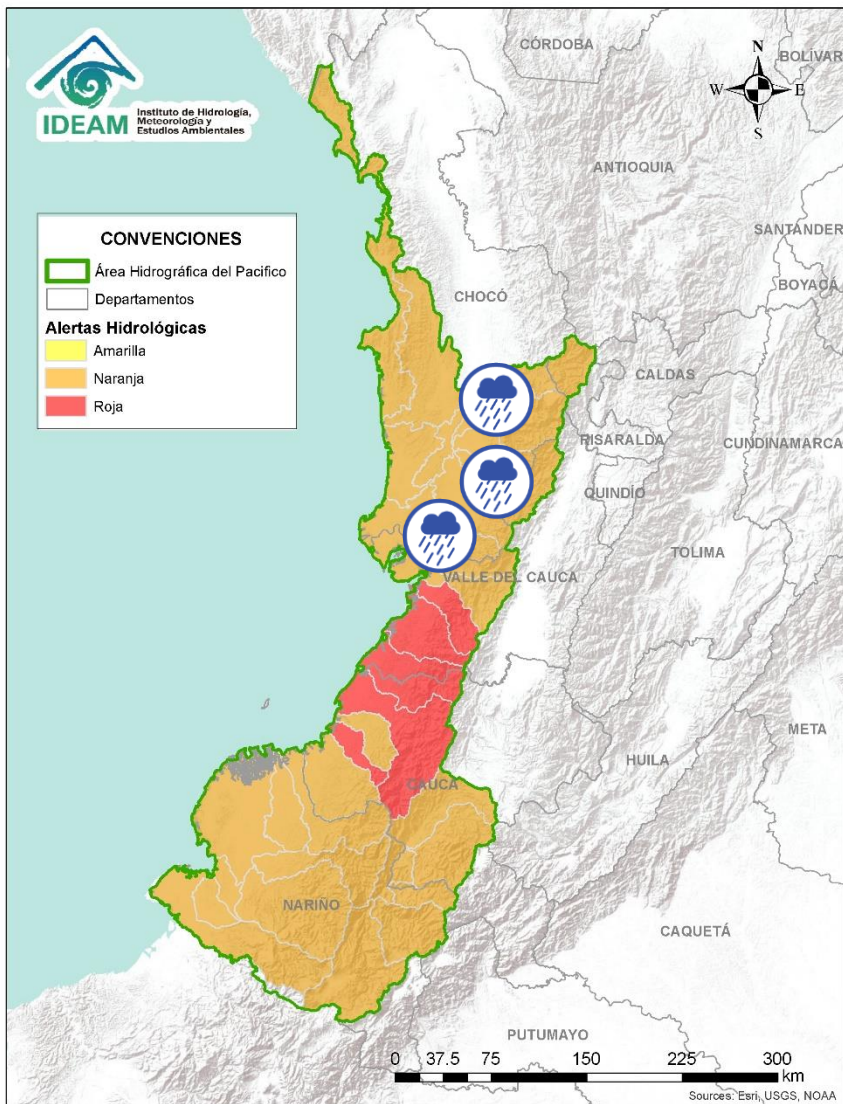 IDEAM
Instituto de Hidrología,
Meteorología y
Estudios Ambientales
N
W E
S
CÓRDOBA
BOLÍVAR
ANTIOQUIA
SANTANDER
BOYACÁ
CONVENCIONES
Área Hidrográfica del Pacifico
Departamentos
Alertas Hidrológicas
Amarilla
Naranja
Roja
CHOCÓ
CALDAS
RISARALDA
CUNDINAMARCA
QUINDÍO
TOLIMA
VALLE DEL CAUCA
META
HUILA
CAUCA
NARIÑO
CAQUETÁ
PUTUMAYO
0 37.5 75 150 225 300
km
Sources: Esri, USGS, NOAA